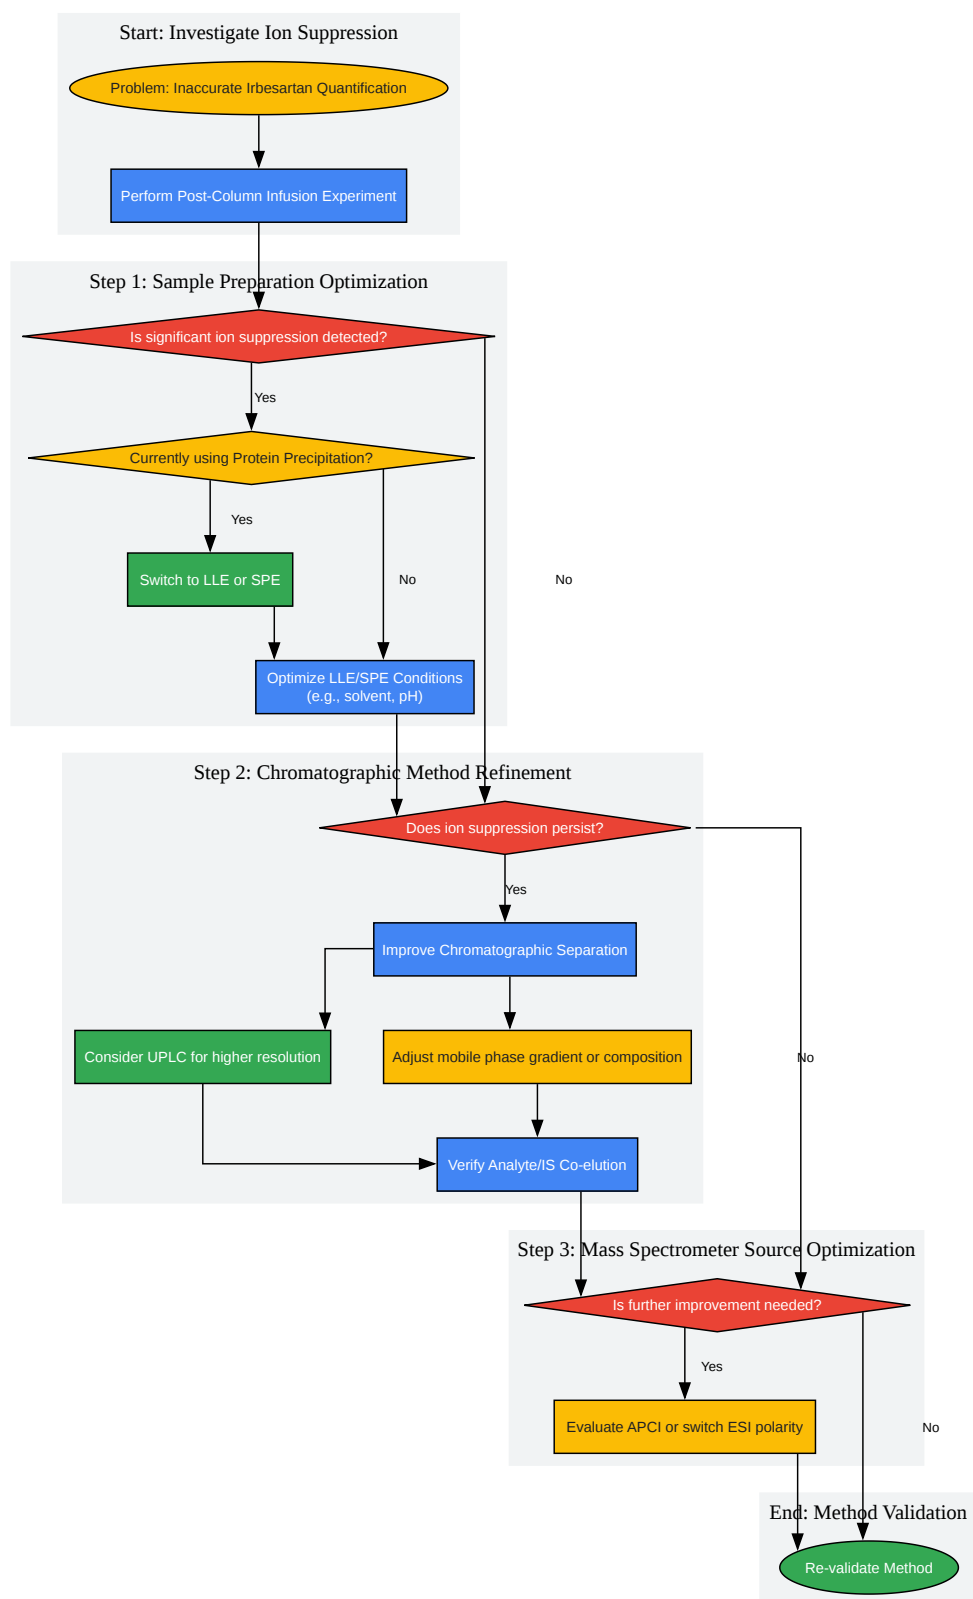 Start: Investigate Ion Suppression
Problem: Inaccurate Irbesartan Quantification
Perform Post-Column Infusion Experiment
Step 1: Sample Preparation Optimization
Is significant ion suppression detected?
Yes
Currently using Protein Precipitation?
Yes
Switch to LLE or SPE
No
No
Optimize LLE/SPE Conditions
(e.g., solvent, pH)
Step 2: Chromatographic Method Refinement
Does ion suppression persist?
Yes
Improve Chromatographic Separation
Consider UPLC for higher resolution
Adjust mobile phase gradient or composition
No
Verify Analyte/IS Co-elution
Step 3: Mass Spectrometer Source Optimization
Is further improvement needed?
Yes
Evaluate APCI or switch ESI polarity
No
End: Method Validation
Re-validate Method